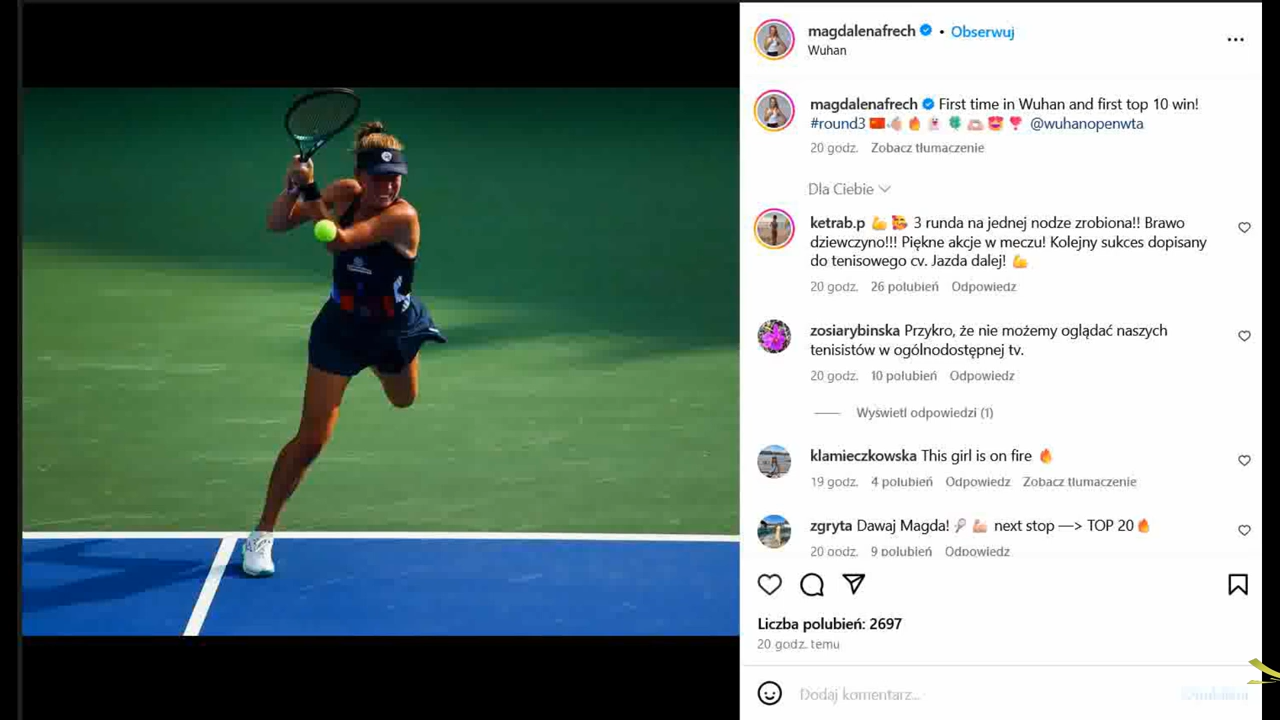 magdalenafrech • Obserwuj
Wuhan
magdalenafrech First time in Wuhan and first top 10 win!
#round3 @wuhanopenwta
20 godz. Zobacz tłumaczenie
Dla Ciebie
ketrab.p 💪🥰 3 runda na jednej nodze zrobiona!! Brawo
dziewczyno!!! Piękne akcje w meczu! Kolejny sukces dopisany
do tenisowego cv. Jazda dalej! 💪
20 godz. 26 polubień Odpowiedz
zosiarybinska Przykro, że nie możemy oglądać naszych
tenisistów w ogólnodostępnej tv.
20 godz. 10 polubień Odpowiedz
Wyświetl odpowiedzi (1)
klamieczkowska This girl is on fire 🔥
19 godz. 4 polubień Odpowiedz Zobacz tłumaczenie
zgryta Dawaj Magda! next stop —> TOP 20🔥
20 godz. 9 polubień Odpowiedz
Liczba polubień: 2697
20 godz. temu
Dodaj komentarz...